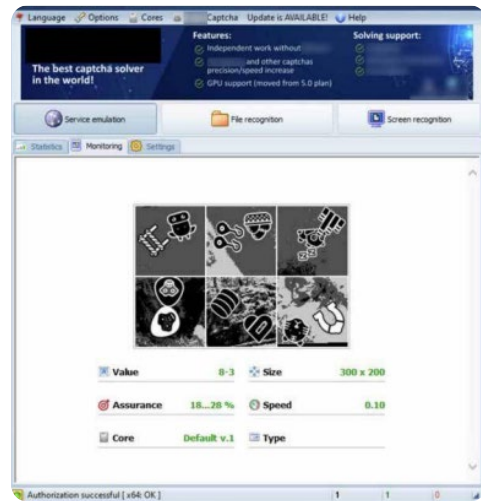 Language Options Cores Captcha Update is AVAILABLE! Help
Features:
Independent work without
and other captchas
precision/speed increase
GPU support (moved from 5.0 plan)
Solving support:
The best captcha solver
in the world!
Service emulation File recognition Screen recognition
Statistics Monitoring Settings
Value 8-3 Size 300 x 200
Assurance 18...28 % Speed 0.10
Core Default v.1 Type
Authorization successful [ x64: OK ] 1 1 0